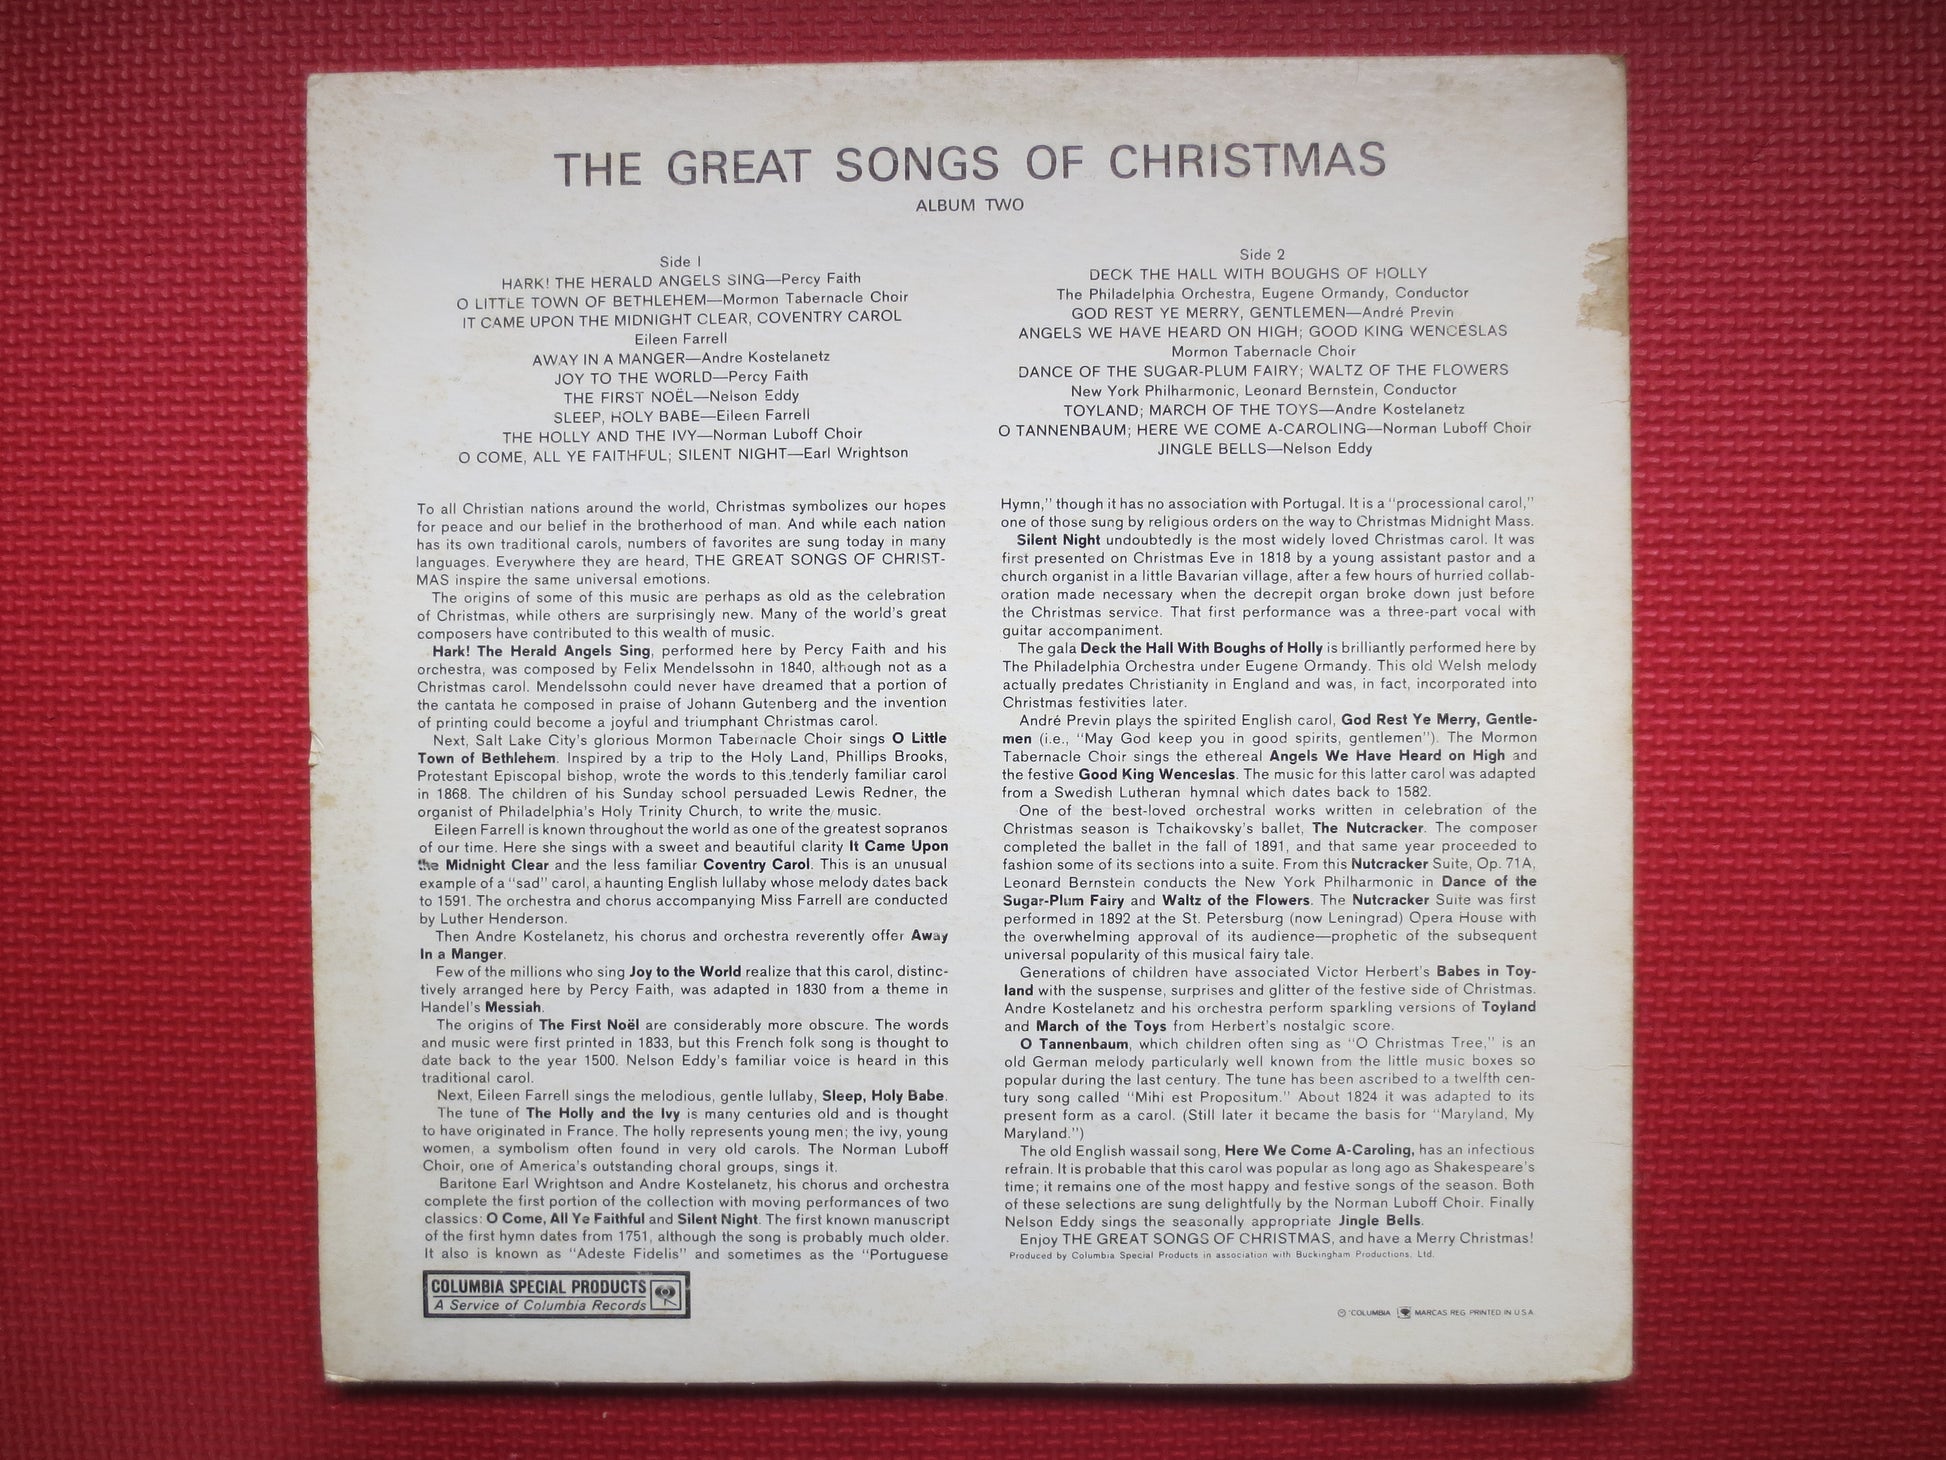 THE GREAT SONGS OF CHRISTMAS
ALBUM TWO
Side 1
HARK! THE HERALD ANGELS SING—Percy Faith
O LITTLE TOWN OF BETHLEHEM—Mormon Tabernacle Choir
IT CAME UPON THE MIDNIGHT CLEAR, COVENTRY CAROL
Eileen Farrell
AWAY IN A MANGER—Andre Kostelanetz
JOY TO THE WORLD—Percy Faith
THE FIRST NOËL—Nelson Eddy
SLEEP, HOLY BABE—Eileen Farrell
THE HOLLY AND THE IVY—Norman Luboff Choir
O COME, ALL YE FAITHFUL; SILENT NIGHT—Earl Wrightson
Side 2
DECK THE HALL WITH BOUGHS OF HOLLY
The Philadelphia Orchestra, Eugene Ormandy, Conductor
GOD REST YE MERRY, GENTLEMEN—André Previn
ANGELS WE HAVE HEARD ON HIGH; GOOD KING WENCESLAS
Mormon Tabernacle Choir
DANCE OF THE SUGAR-PLUM FAIRY; WALTZ OF THE FLOWERS
New York Philharmonic, Leonard Bernstein, Conductor
TOYLAND; MARCH OF THE TOYS—Andre Kostelanetz
O TANNENBAUM; HERE WE COME A-CAROLING—Norman Luboff Choir
JINGLE BELLS—Nelson Eddy
To all Christian nations around the world, Christmas symbolizes our hopes
for peace and our belief in the brotherhood of man. And while each nation
has its own traditional carols, numbers of favorites are sung today in many
languages. Everywhere they are heard, THE GREAT SONGS OF CHRIST-
MAS inspire the same universal emotions.
The origins of some of this music are perhaps as old as the celebration
of Christmas, while others are surprisingly new. Many of the world's great
composers have contributed to this wealth of music.
Hark! The Herald Angels Sing, performed here by Percy Faith and his
orchestra, was composed by Felix Mendelssohn in 1840, although not as a
Christmas carol. Mendelssohn could never have dreamed that a portion of
the cantata he composed in praise of Johann Gutenberg and the invention
of printing could become a joyful and triumphant Christmas carol.
Next, Salt Lake City's glorious Mormon Tabernacle Choir sings O Little
Town of Bethlehem. Inspired by a trip to the Holy Land, Phillips Brooks,
Protestant Episcopal bishop, wrote the words to this tenderly familiar carol
in 1868. The children of his Sunday school persuaded Lewis Redner, the
organist of Philadelphia's Holy Trinity Church, to write the music.
Eileen Farrell is known throughout the world as one of the greatest sopranos
of our time. Here she sings with a sweet and beautiful clarity It Came Upon
the Midnight Clear and the less familiar Coventry Carol. This is an unusual
example of a "sad" carol, a haunting English lullaby whose melody dates back
to 1591. The orchestra and chorus accompanying Miss Farrell are conducted
by Luther Henderson.
Then Andre Kostelanetz, his chorus and orchestra reverently offer Away
In a Manger.
Few of the millions who sing Joy to the World realize that this carol, distinc-
tively arranged here by Percy Faith, was adapted in 1830 from a theme in
Handel's Messiah.
The origins of The First Noël are considerably more obscure. The words
and music were first printed in 1833, but this French folk song is thought to
date back to the year 1500. Nelson Eddy's familiar voice is heard in this
traditional carol.
Next, Eileen Farrell sings the melodious, gentle lullaby, Sleep, Holy Babe.
The tune of The Holly and the Ivy is many centuries old and is thought
to have originated in France. The holly represents young men; the ivy, young
women, a symbolism often found in very old carols. The Norman Luboff
Choir, one of America's outstanding choral groups, sings it.
Baritone Earl Wrightson and Andre Kostelanetz, his chorus and orchestra
complete the first portion of the collection with moving performances of two
classics: O Come, All Ye Faithful and Silent Night. The first known manuscript
of the first hymn dates from 1751, although the song is probably much older.
It also is known as "Adeste Fidelis" and sometimes as the "Portuguese
Hymn," though it has no association with Portugal. It is a "processional carol,"
one of those sung by religious orders on the way to Christmas Midnight Mass.
Silent Night undoubtedly is the most widely loved Christmas carol. It was
first presented on Christmas Eve in 1818 by a young assistant pastor and a
church organist in a little Bavarian village, after a few hours of hurried collab-
oration made necessary when the decrepit organ broke down just before
the Christmas service. That first performance was a three-part vocal with
guitar accompaniment.
The gala Deck the Hall With Boughs of Holly is brilliantly performed here by
The Philadelphia Orchestra under Eugene Ormandy. This old Welsh melody
actually predates Christianity in England and was, in fact, incorporated into
Christmas festivities later.
André Previn plays the spirited English carol, God Rest Ye Merry, Gentle-
men (i.e., "May God keep you in good spirits, gentlemen"). The Mormon
Tabernacle Choir sings the ethereal Angels We Have Heard on High and
the festive Good King Wenceslas. The music for this latter carol was adapted
from a Swedish Lutheran hymnal which dates back to 1582.
One of the best-loved orchestral works written in celebration of the
Christmas season is Tchaikovsky's ballet, The Nutcracker. The composer
completed the ballet in the fall of 1891, and that same year proceeded to
fashion some of its sections into a suite. From this Nutcracker Suite, Op. 71A,
Leonard Bernstein conducts the New York Philharmonic in Dance of the
Sugar-Plum Fairy and Waltz of the Flowers. The Nutcracker Suite was first
performed in 1892 at the St. Petersburg (now Leningrad) Opera House with
the overwhelming approval of its audience—prophetic of the subsequent
universal popularity of this musical fairy tale.
Generations of children have associated Victor Herbert's Babes in Toy-
land with the suspense, surprises and glitter of the festive side of Christmas.
Andre Kostelanetz and his orchestra perform sparkling versions of Toyland
and March of the Toys from Herbert's nostalgic score.
O Tannenbaum, which children often sing as "O Christmas Tree," is an
old German melody particularly well known from the little music boxes so
popular during the last century. The tune has been ascribed to a twelfth cen-
tury song called "Mihi est Propositum." About 1824 it was adapted to its
present form as a carol. (Still later it became the basis for "Maryland, My
Maryland.")
The old English wassail song, Here We Come A-Caroling, has an infectious
refrain. It is probable that this carol was popular as long ago as Shakespeare's
time; it remains one of the most happy and festive songs of the season. Both
of these selections are sung delightfully by the Norman Luboff Choir. Finally
Nelson Eddy sings the seasonally appropriate Jingle Bells.
Enjoy THE GREAT SONGS OF CHRISTMAS, and have a Merry Christmas!
Produced by Columbia Special Products in association with Buckingham Productions, Ltd.
COLUMBIA SPECIAL PRODUCTS
A Service of Columbia Records
℗ "COLUMBIA" MARCAS REG. PRINTED IN U.S.A.